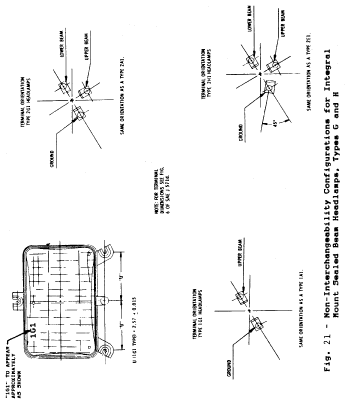 "1G1" TO APPEAR
APPROXIMATELY
AS SHOWN
1G1
"U"
"U"
U (1G1 TYPE) = 2.57 ± 0.015
NOTE: FOR TERMINAL
DIMENSIONS SEE FIG.
6 OF SAE J 571d.
TERMINAL ORIENTATION
TYPE 2G1 HEADLAMPS
GROUND
LOWER BEAM
UPPER BEAM
SAME ORIENTATION AS A TYPE 2A1.
TERMINAL ORIENTATION
TYPE 1G1 HEADLAMPS
GROUND
SAME ORIENTATION AS A TYPE 1A1.
TERMINAL ORIENTATION
TYPE 2H1 HEADLAMPS
GROUND
LOWER BEAM
UPPER BEAM
45°
SAME ORIENTATION AS A TYPE 2E1.
Fig. 21 - Non-Interchangeability Configurations for Integral
Mount Sealed Beam Headlamps, Types G and H